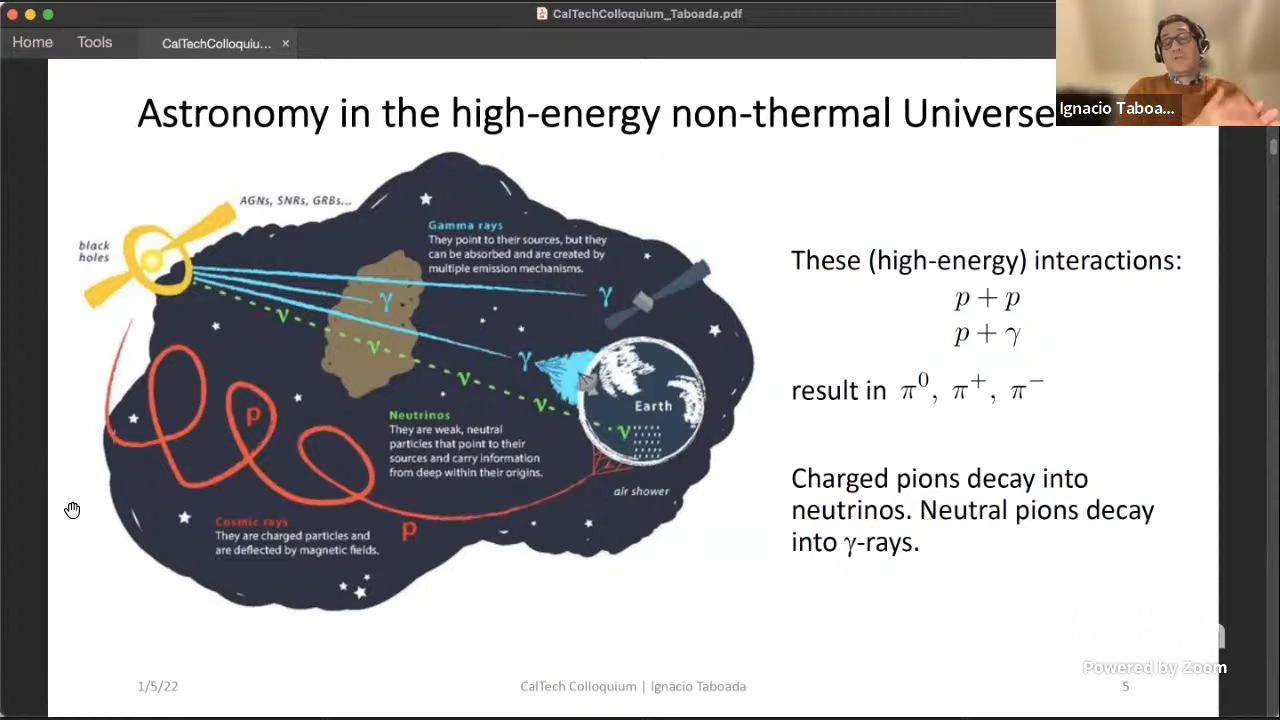 CalTechColloquium_Taboada.pdf
Home
Tools
CalTechColloquiu...
×
Ignacio Taboa...
Astronomy in the high-energy non-thermal Universe
AGNs, SNRs, GRBs...
black
holes
Gamma rays
They point to their sources, but they
can be absorbed and are created by
multiple emission mechanisms.
γ
γ
γ
ν
ν
ν
ν
ν
Earth
Neutrinos
They are weak, neutral
particles that point to their
sources and carry information
from deep within their origins.
air shower
p
p
Cosmic rays
They are charged particles and
are deflected by magnetic fields.
These (high-energy) interactions:
p + p
p + γ
result in π⁰, π⁺, π⁻
Charged pions decay into
neutrinos. Neutral pions decay
into γ-rays.
Powered by Zoom
1/5/22
CalTech Colloquium | Ignacio Taboada
5